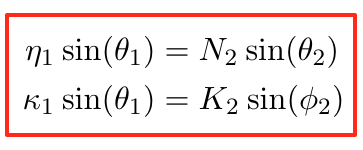 η₁ sin(θ₁) = N₂ sin(θ₂)
κ₁ sin(θ₁) = K₂ sin(ϕ₂)